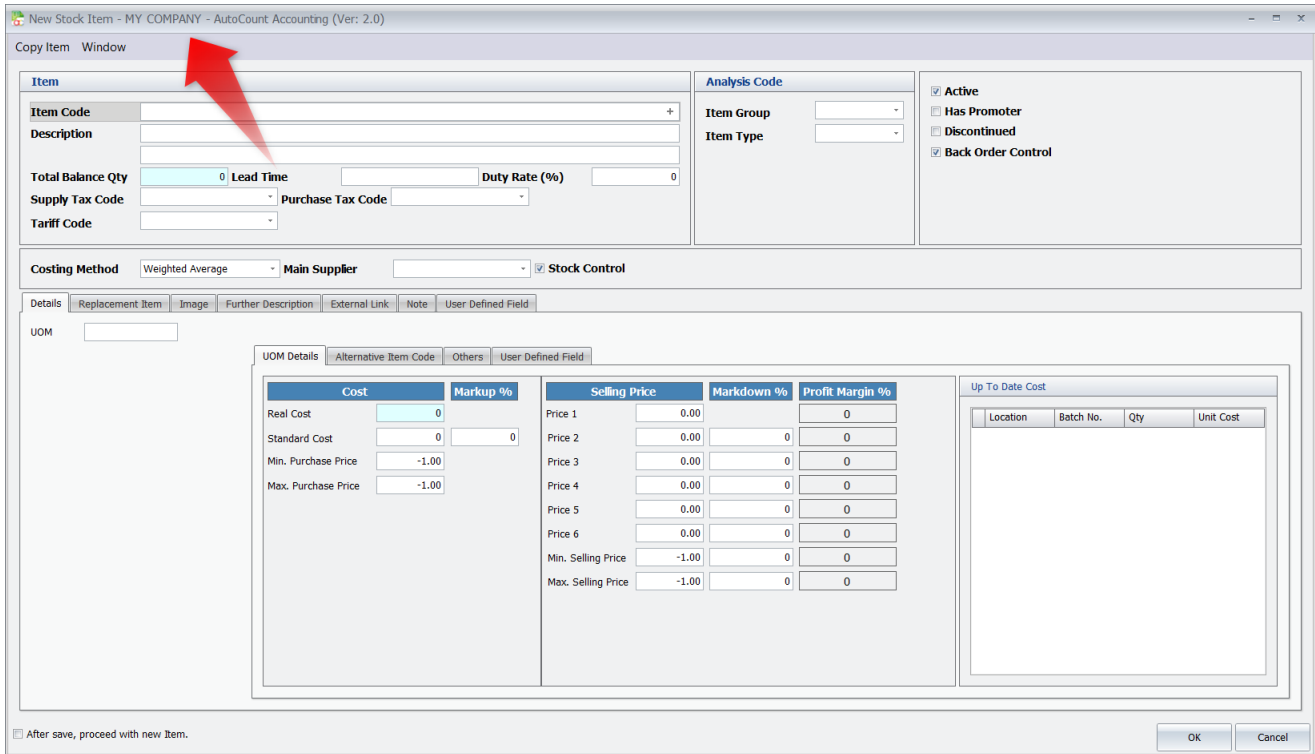 New Stock Item - MY COMPANY - AutoCount Accounting (Ver: 2.0)
Copy Item Window
Item
Item Code
Description
Total Balance Qty 0 Lead Time Duty Rate (%) 0
Supply Tax Code Purchase Tax Code
Tariff Code
Analysis Code
Item Group
Item Type
Active
Has Promoter
Discontinued
Back Order Control
Costing Method Weighted Average Main Supplier Stock Control
Details Replacement Item Image Further Description External Link Note User Defined Field
UOM
UOM Details Alternative Item Code Others User Defined Field
Cost Markup %
Real Cost 0
Standard Cost 0 0
Min. Purchase Price -1.00
Max. Purchase Price -1.00
Selling Price Markdown % Profit Margin %
Price 1 0.00 0
Price 2 0.00 0 0
Price 3 0.00 0 0
Price 4 0.00 0 0
Price 5 0.00 0 0
Price 6 0.00 0 0
Min. Selling Price -1.00 0 0
Max. Selling Price -1.00 0 0
Up To Date Cost
Location Batch No. Qty Unit Cost
After save, proceed with new Item.
OK Cancel